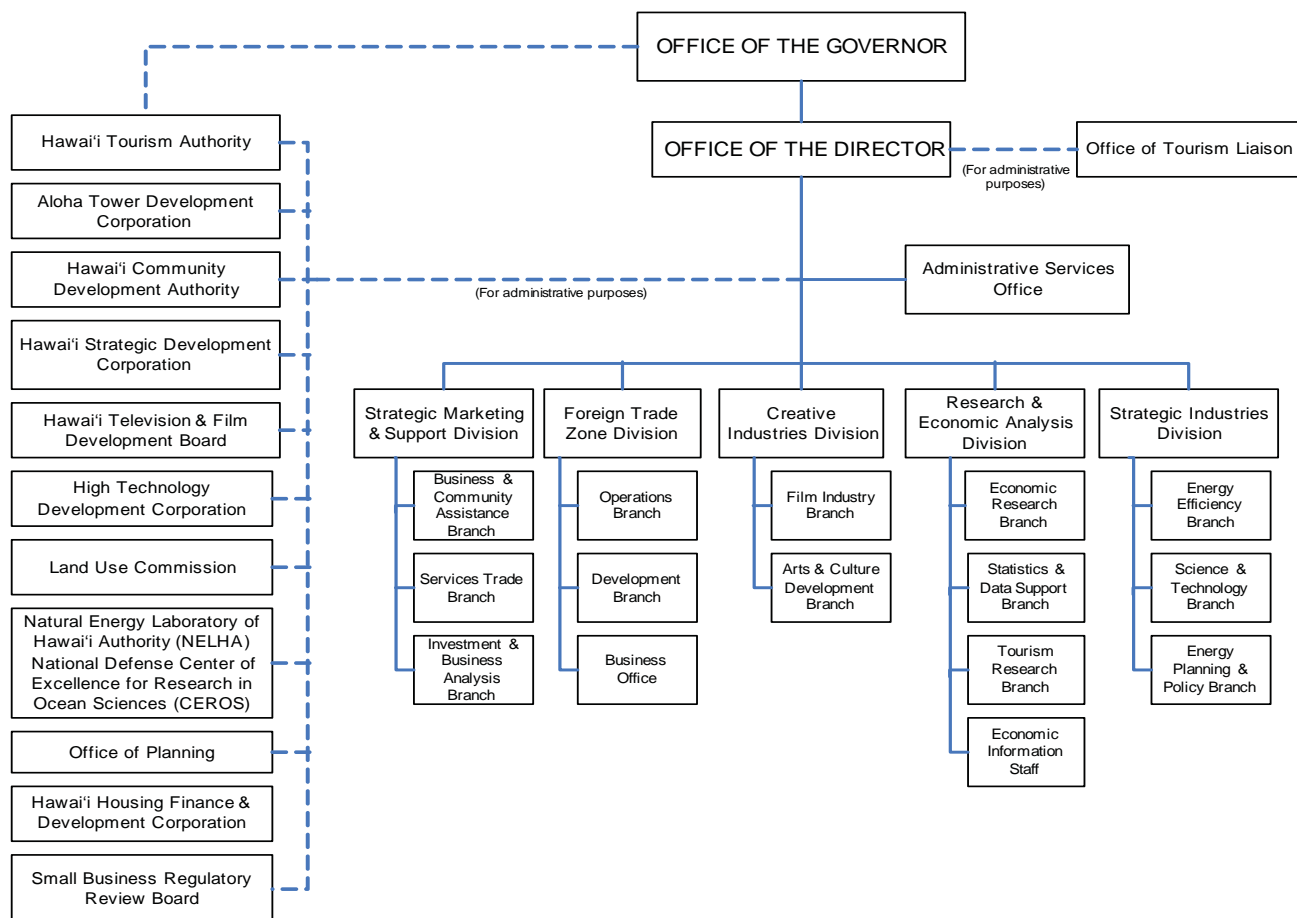 OFFICE OF THE GOVERNOR
Hawai‘i Tourism Authority
OFFICE OF THE DIRECTOR
Office of Tourism Liaison
(For administrative
purposes)
Aloha Tower Development
Corporation
Hawai‘i Community
Development Authority
(For administrative purposes)
Administrative Services
Office
Hawai‘i Strategic Development
Corporation
Hawai‘i Television & Film
Development Board
High Technology
Development Corporation
Land Use Commission
Natural Energy Laboratory of
Hawai‘i Authority (NELHA)
National Defense Center of
Excellence for Research in
Ocean Sciences (CEROS)
Office of Planning
Hawai‘i Housing Finance &
Development Corporation
Small Business Regulatory
Review Board
Strategic Marketing
& Support Division
Business &
Community
Assistance
Branch
Services Trade
Branch
Investment &
Business
Analysis
Branch
Foreign Trade
Zone Division
Operations
Branch
Development
Branch
Business
Office
Creative
Industries Division
Film Industry
Branch
Arts & Culture
Development
Branch
Research &
Economic Analysis
Division
Economic
Research
Branch
Statistics &
Data Support
Branch
Tourism
Research
Branch
Economic
Information
Staff
Strategic Industries
Division
Energy
Efficiency
Branch
Science &
Technology
Branch
Energy
Planning &
Policy Branch